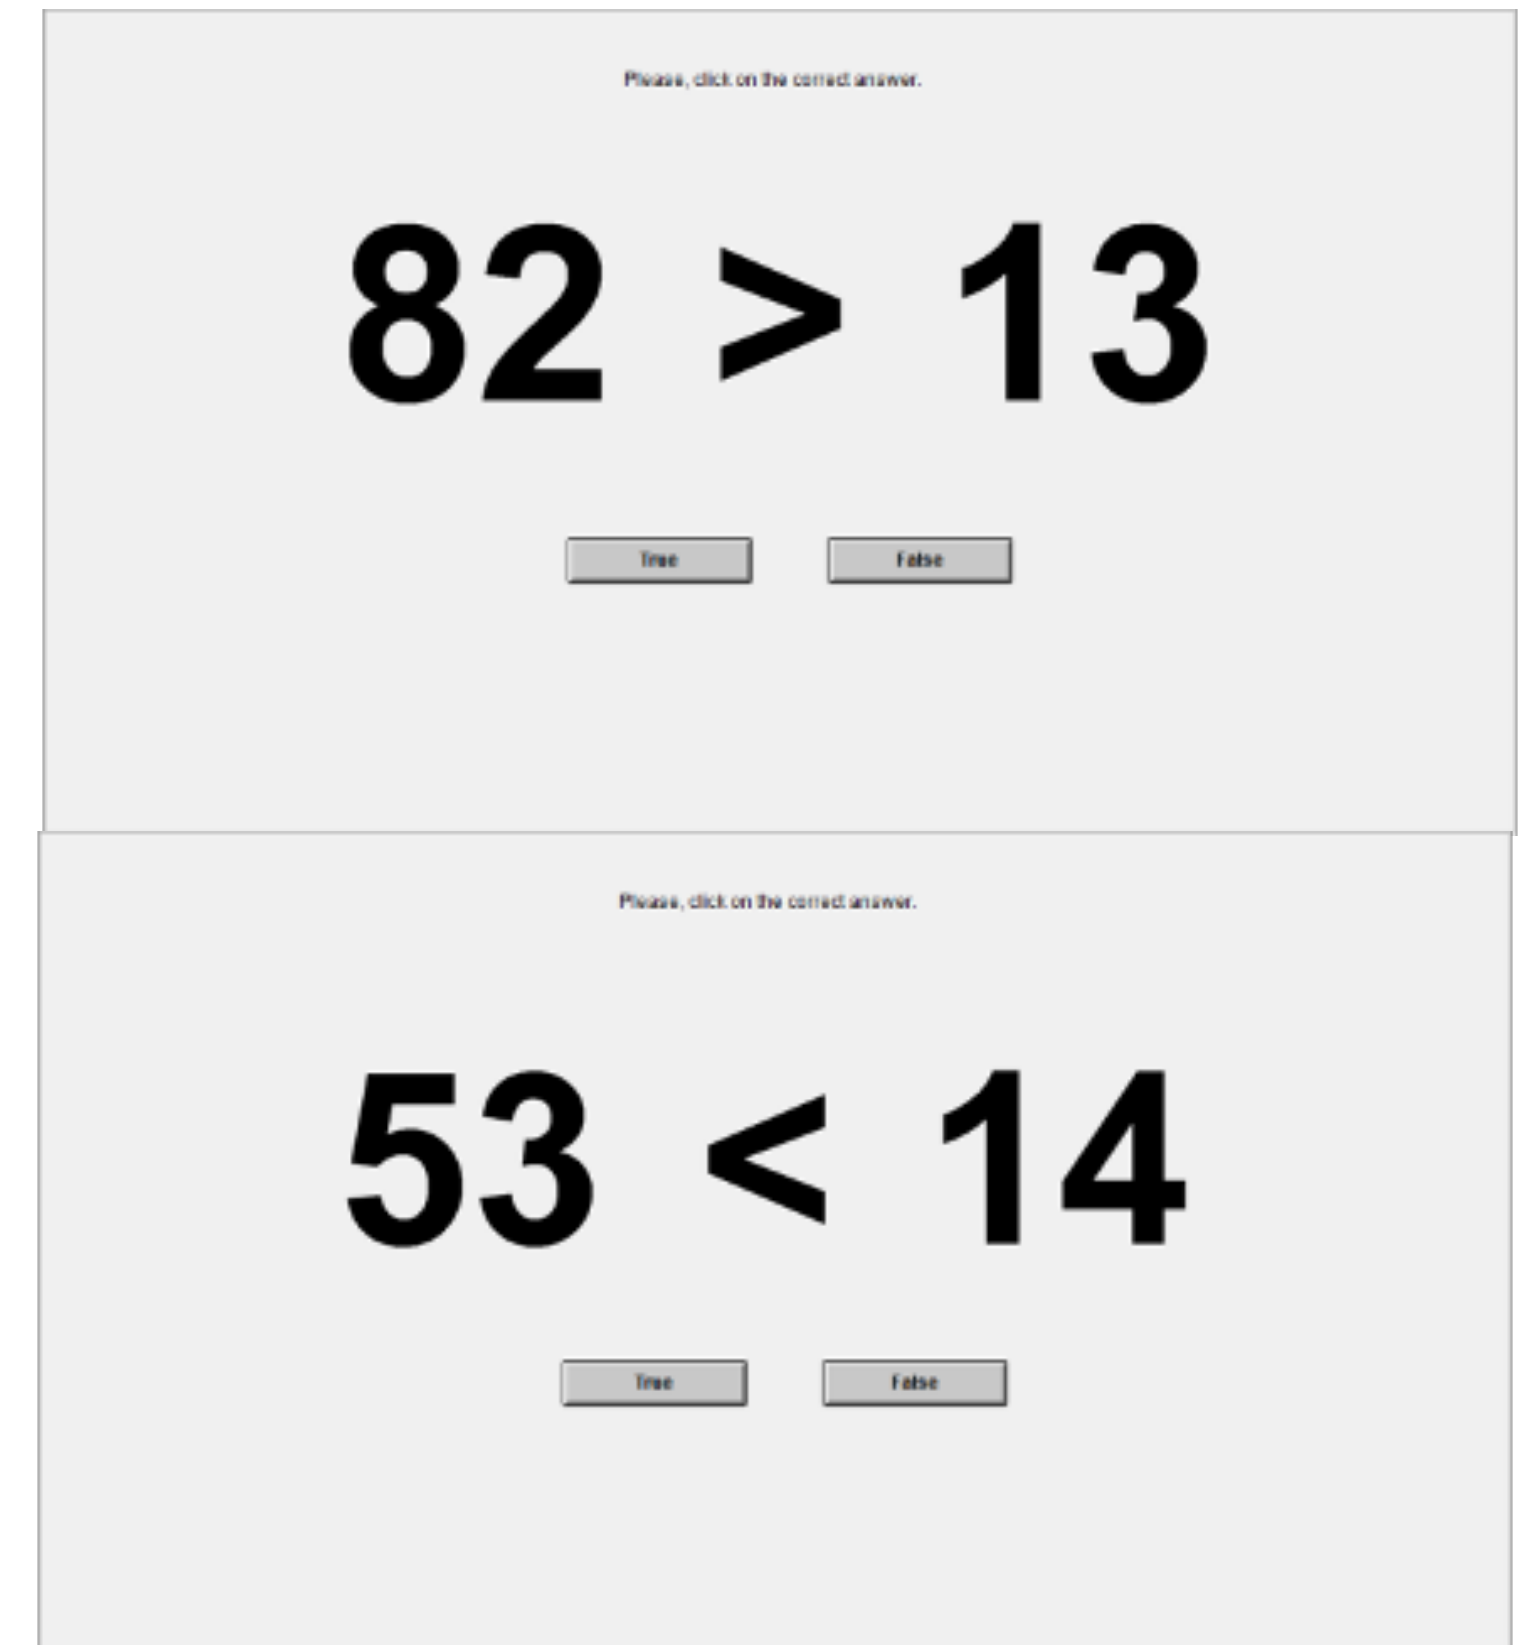 Please, click on the correct answer.
82 > 13
True False
Please, click on the correct answer.
53 < 14
True False